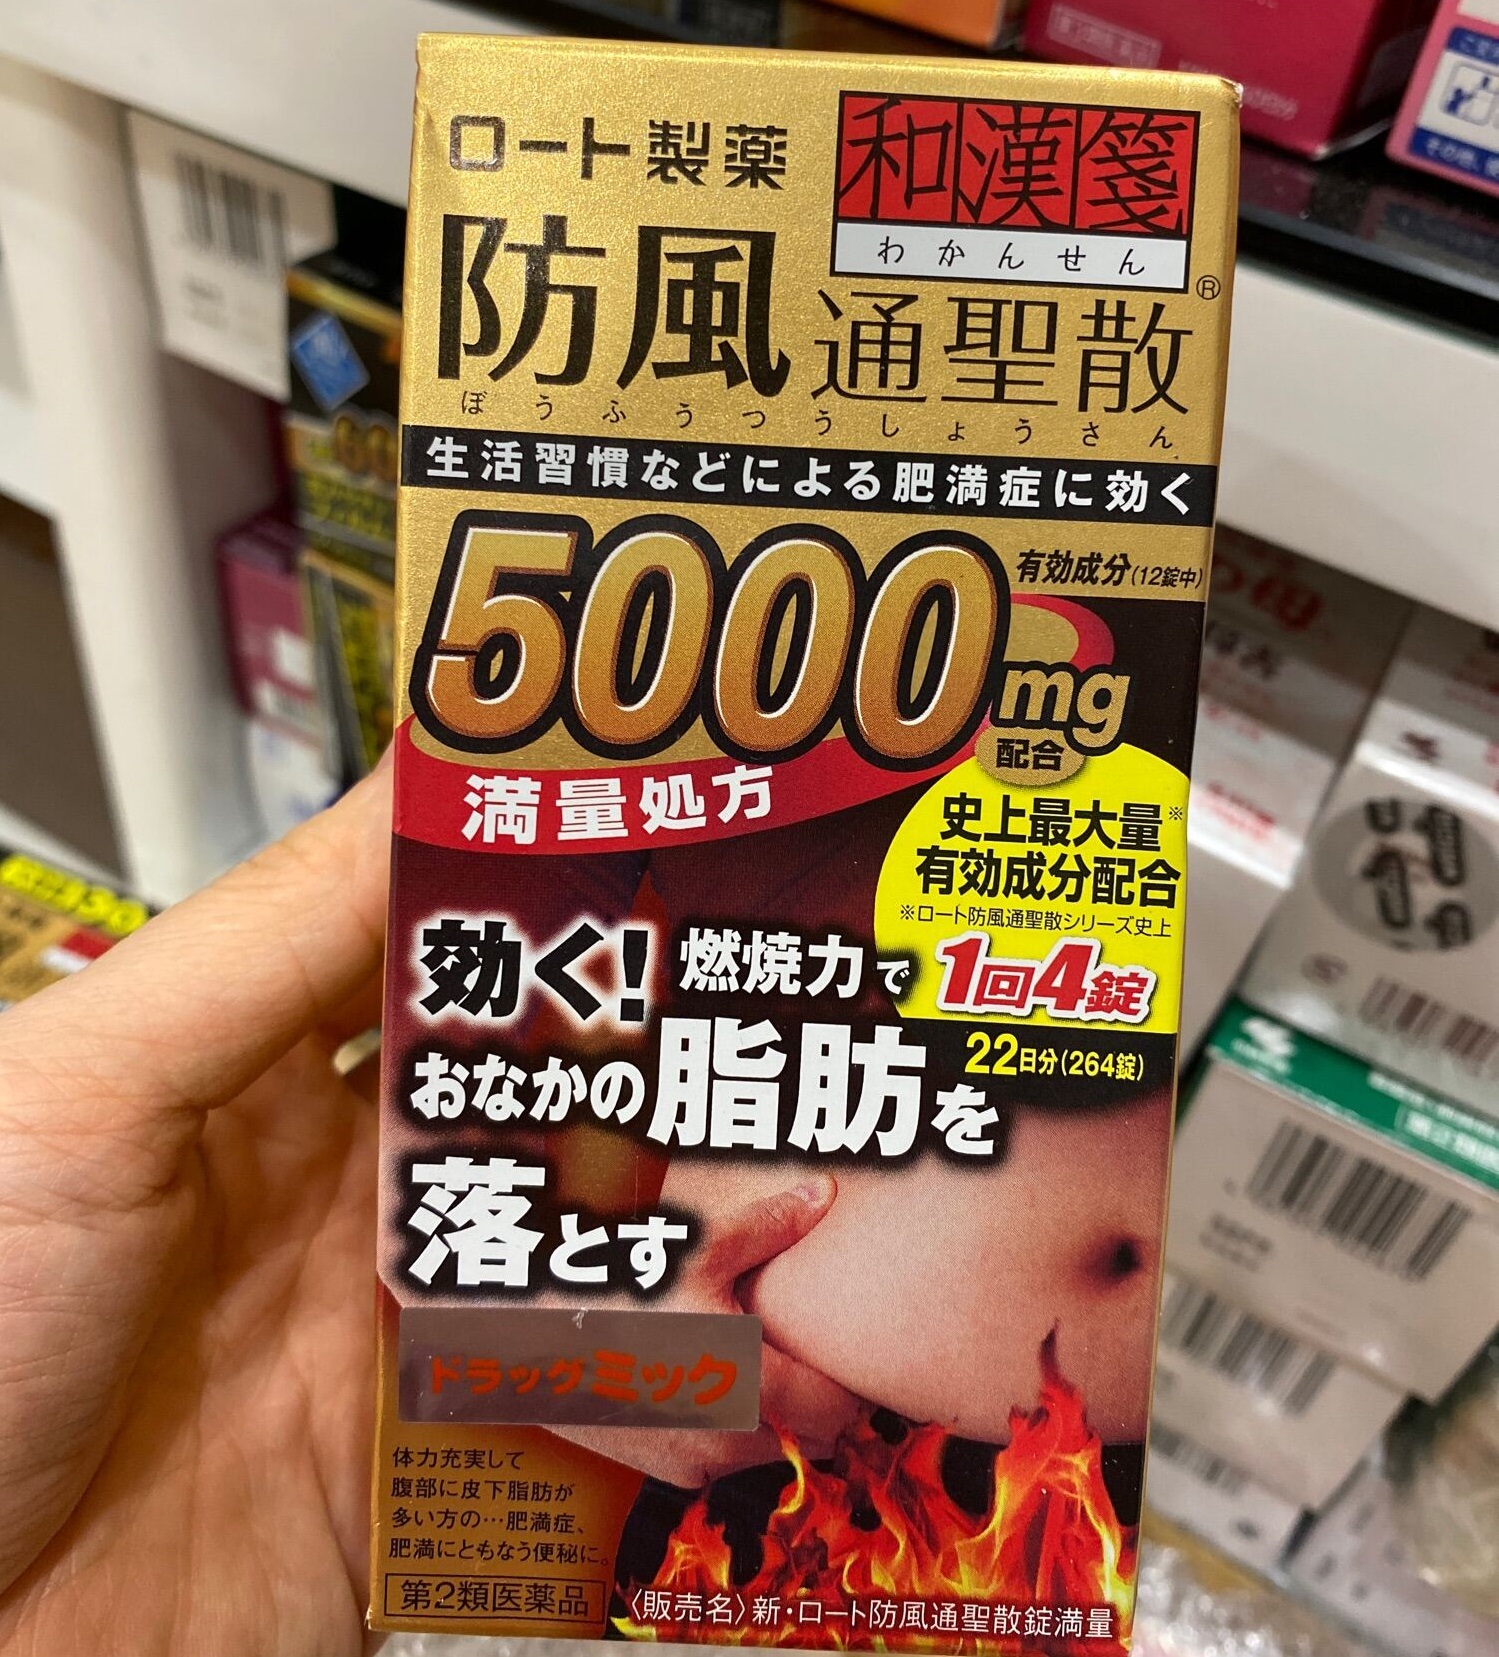 ロート製薬
和漢箋
わかんせん
®
防風通聖散
ぼうふうつうしょうさん
生活習慣などによる肥満症に効く
5000mg
有効成分(12錠中)
配合
満量処方
史上最大量※
有効成分配合
※ロート防風通聖散シリーズ史上
1回4錠
22日分(264錠)
効く!燃焼力で
おなかの脂肪を
落とす
ドラッグミック
体力充実して
腹部に皮下脂肪が
多い方の…肥満症、
肥満にともなう便秘に。
第2類医薬品
〈販売名〉新・ロート防風通聖散錠満量